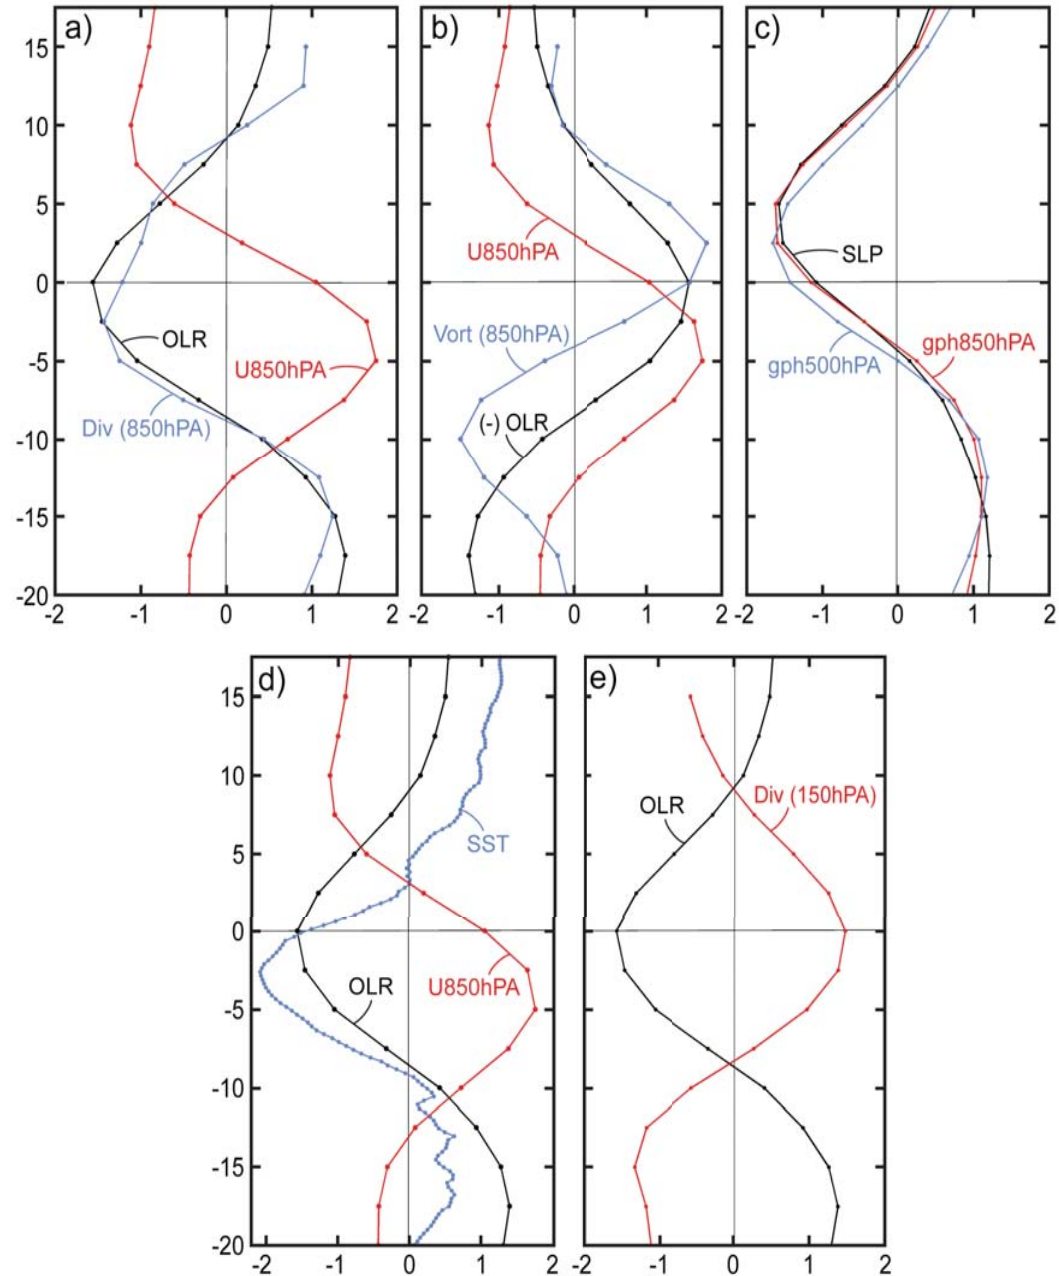 a) b) c)
15
10
5
0
-5
-10
-15
-20
OLR
U850hPA
Div (850hPA)
-2 -1 0 1 2
U850hPA
Vort (850hPA)
(-) OLR
-2 -1 0 1 2
SLP
gph850hPA
gph500hPA
-2 -1 0 1 2
d) e)
15
10
5
0
-5
-10
-15
-20
SST
OLR
U850hPA
-2 -1 0 1 2
OLR
Div (150hPA)
-2 -1 0 1 2